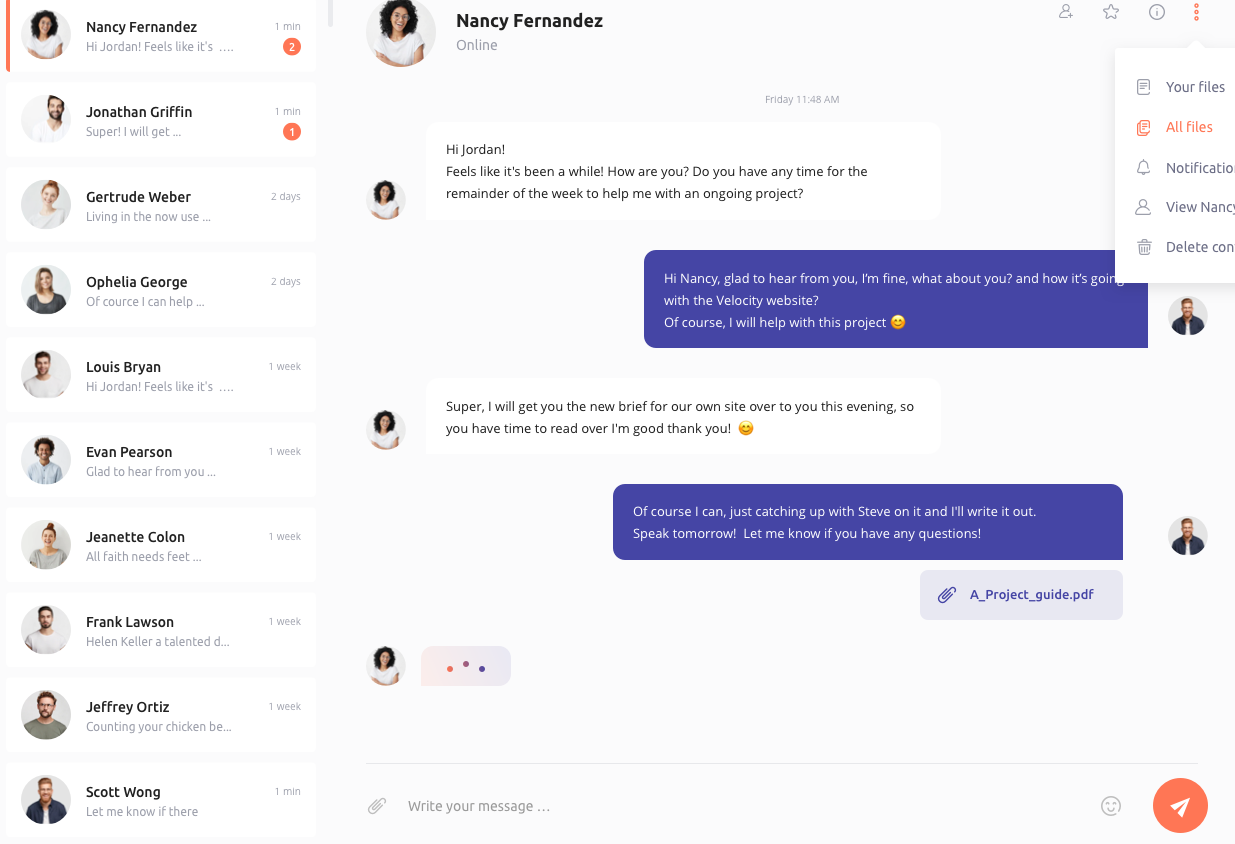 Nancy Fernandez
1 min
Hi Jordan! Feels like it's ....
2
Jonathan Griffin
1 min
Super! I will get ...
1
Gertrude Weber
2 days
Living in the now use ...
Ophelia George
2 days
Of cource I can help ...
Louis Bryan
1 week
Hi Jordan! Feels like it's ....
Evan Pearson
1 week
Glad to hear from you ...
Jeanette Colon
1 week
All faith needs feet ...
Frank Lawson
1 week
Helen Keller a talented d...
Jeffrey Ortiz
1 week
Counting your chicken be...
Scott Wong
1 min
Let me know if there
Nancy Fernandez
Online
Your files
All files
Notificatio
View Nancy
Delete con
Friday 11:48 AM
Hi Jordan!
Feels like it's been a while! How are you? Do you have any time for the
remainder of the week to help me with an ongoing project?
Hi Nancy, glad to hear from you, I’m fine, what about you? and how it’s going
with the Velocity website?
Of course, I will help with this project 😊
Super, I will get you the new brief for our own site over to you this evening, so
you have time to read over I'm good thank you! 😊
Of course I can, just catching up with Steve on it and I'll write it out.
Speak tomorrow! Let me know if you have any questions!
A_Project_guide.pdf
Write your message …